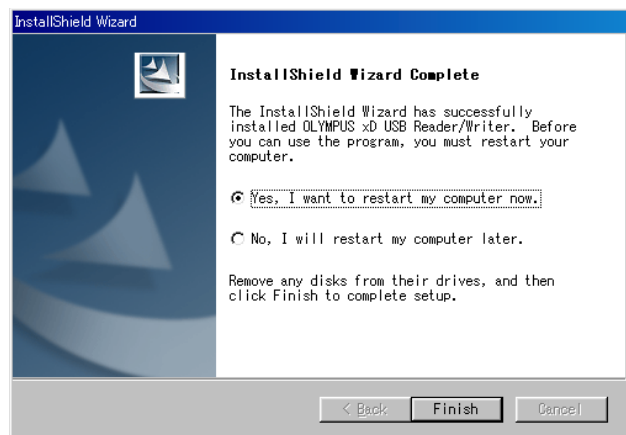 InstallShield Wizard
InstallShield Wizard Complete
The InstallShield Wizard has successfully
installed OLYMPUS xD USB Reader/Writer.  Before
you can use the program, you must restart your
computer.
Yes, I want to restart my computer now.
No, I will restart my computer later.
Remove any disks from their drives, and then
click Finish to complete setup.
< Back
Finish
Cancel